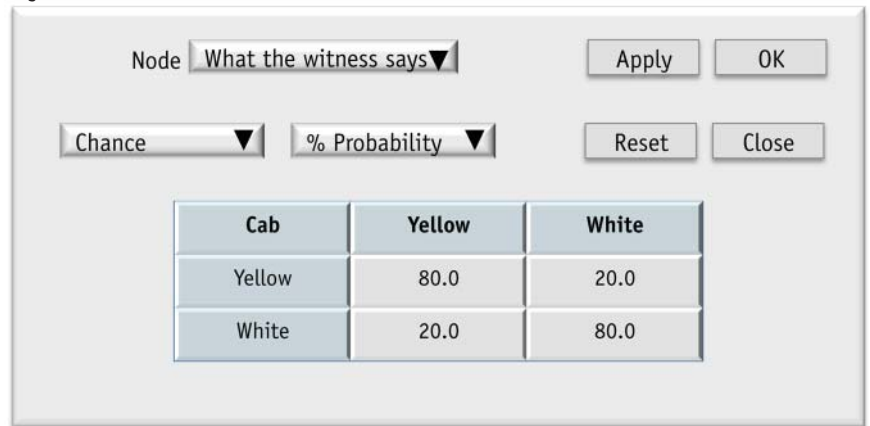 Node What the witness says▼ Apply OK
Chance ▼ % Probability ▼ Reset Close
Cab Yellow White
Yellow 80.0 20.0
White 20.0 80.0